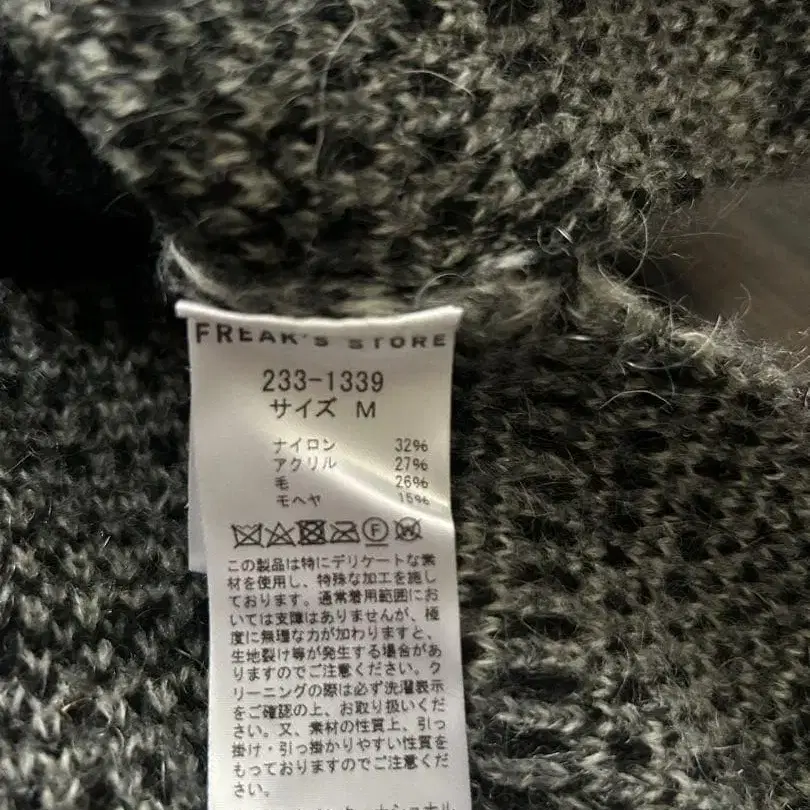 FREAK'S STORE
233-1339
サイズ M
ナイロン 32%
アクリル 27%
毛 26%
モヘヤ 15%
この製品は特にデリケートな素
材を使用し、特殊な加工を施し
ております。通常着用範囲にお
いては支障はありませんが、極
度に無理な力が加わりますと、
生地裂け等が発生する場合があ
りますのでご注意ください。ク
リーニングの際は必ず洗濯表示
をご確認の上、お取り扱いくだ
さい。又、素材の性質上、引っ
掛け・引っ掛かりやすい性質を
もっておりますのでご注意くだ
さい。